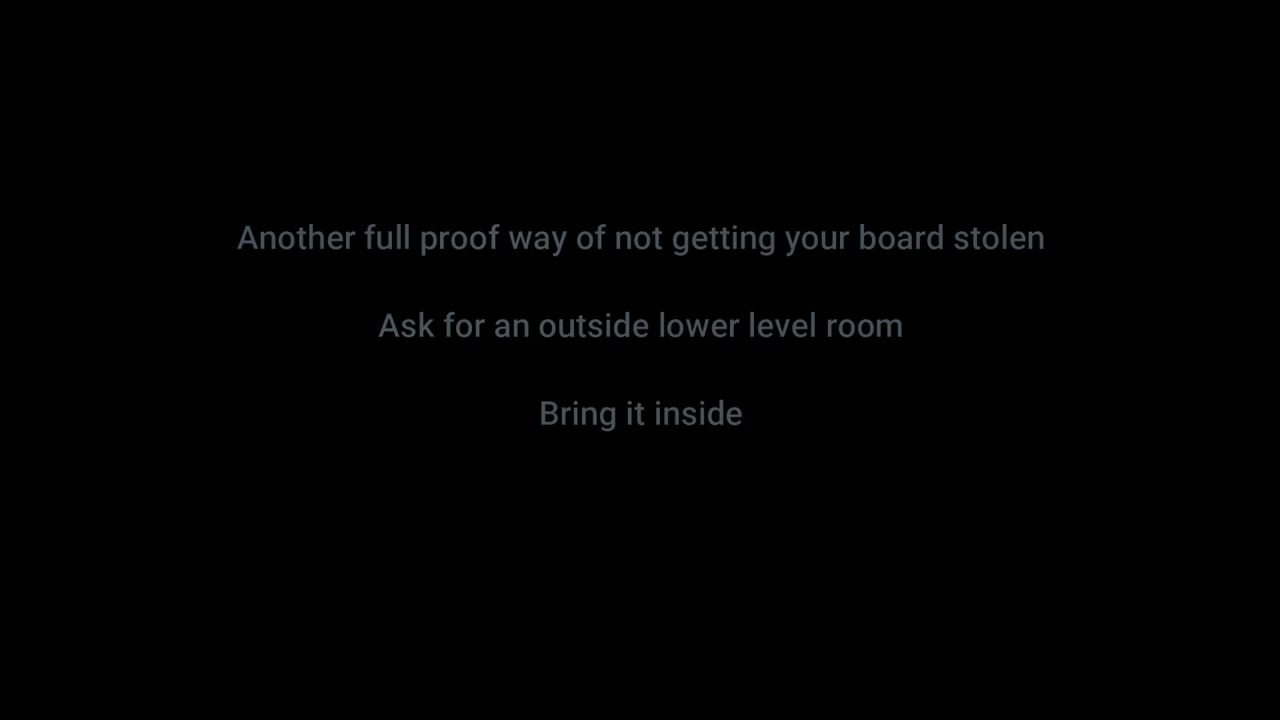 Another full proof way of not getting your board stolen
Ask for an outside lower level room
Bring it inside